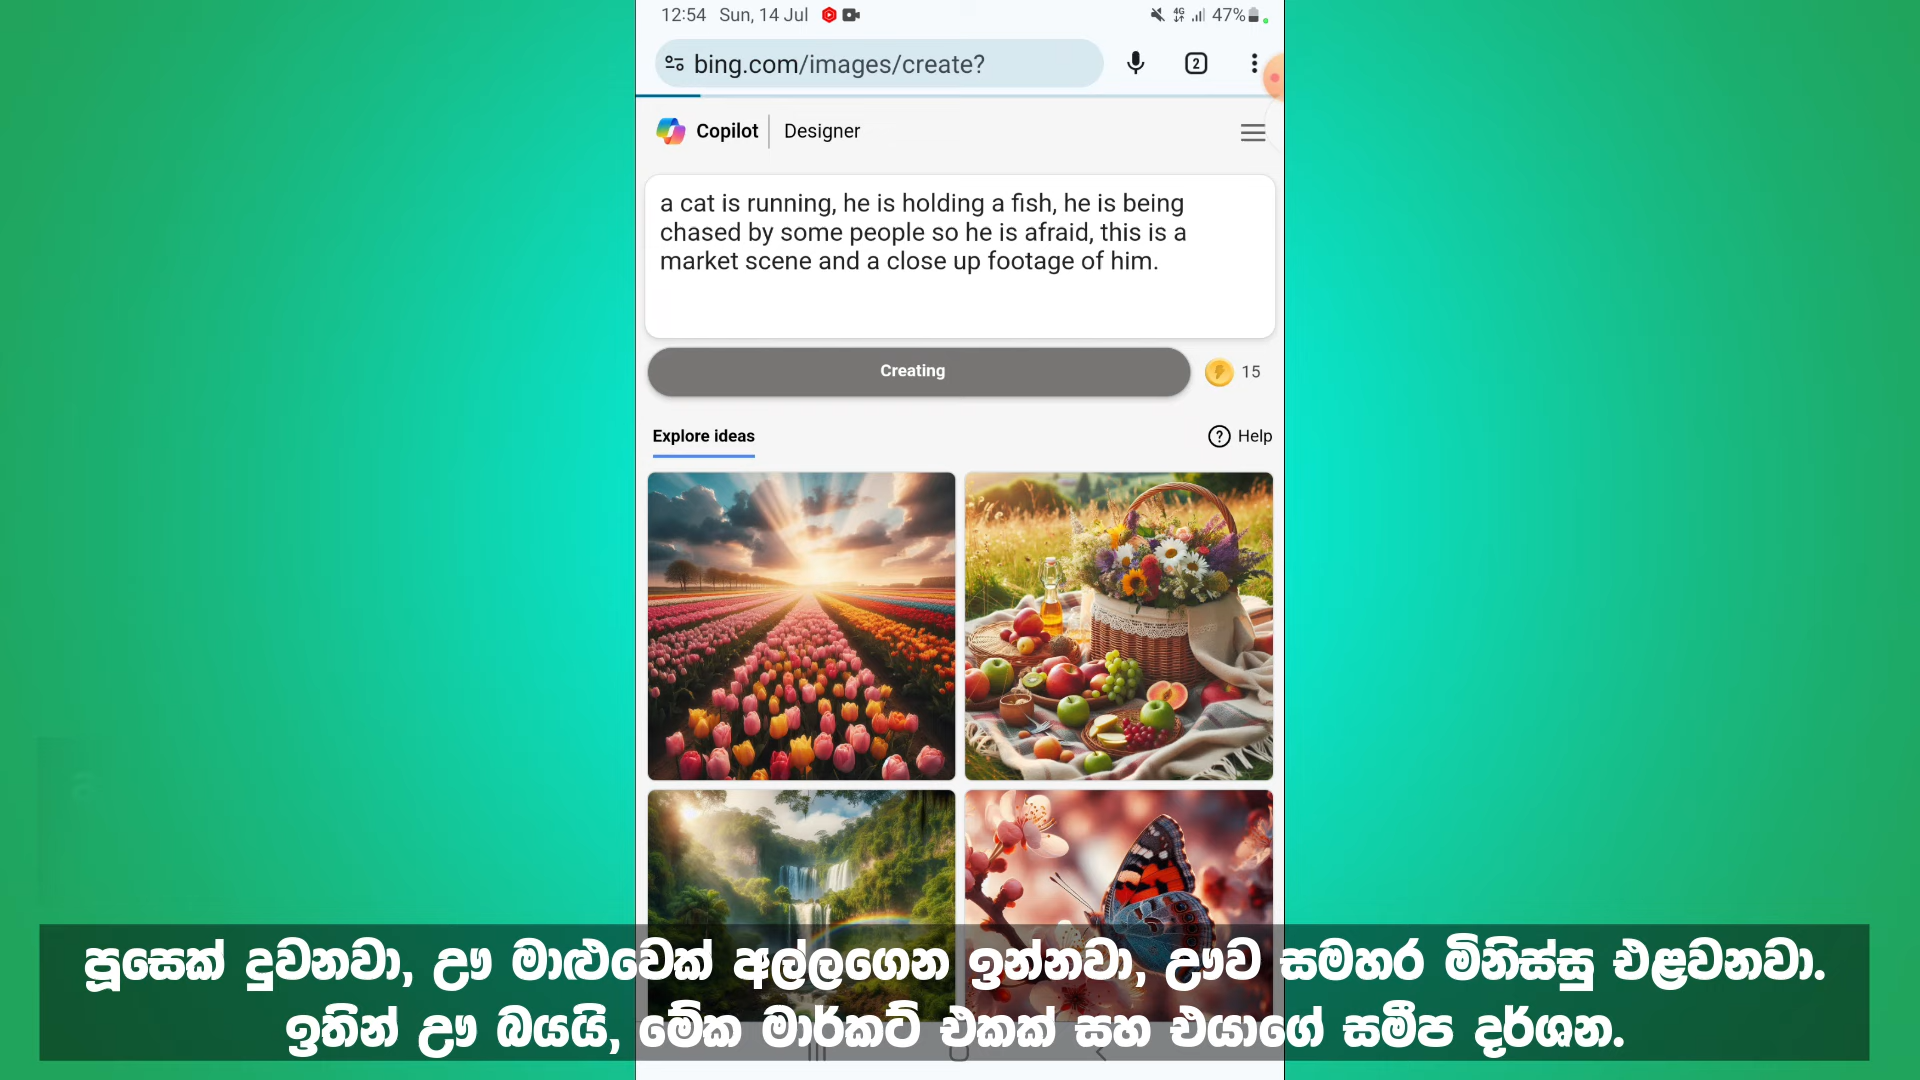 12:54 Sun, 14 Jul
4G 47%
bing.com/images/create?
2
Copilot Designer
a cat is running, he is holding a fish, he is being
chased by some people so he is afraid, this is a
market scene and a close up footage of him.
Creating
15
Explore ideas
Help
පූසෙක් දුවනවා, ඌ මාළුවෙක් අල්ලගෙන ඉන්නවා, ඌව සමහර මිනිස්සු එළවනවා.
ඉතින් ඌ බයයි, මේක මාර්කට් එකක් සහ එයාගේ සමීප දර්ශන.